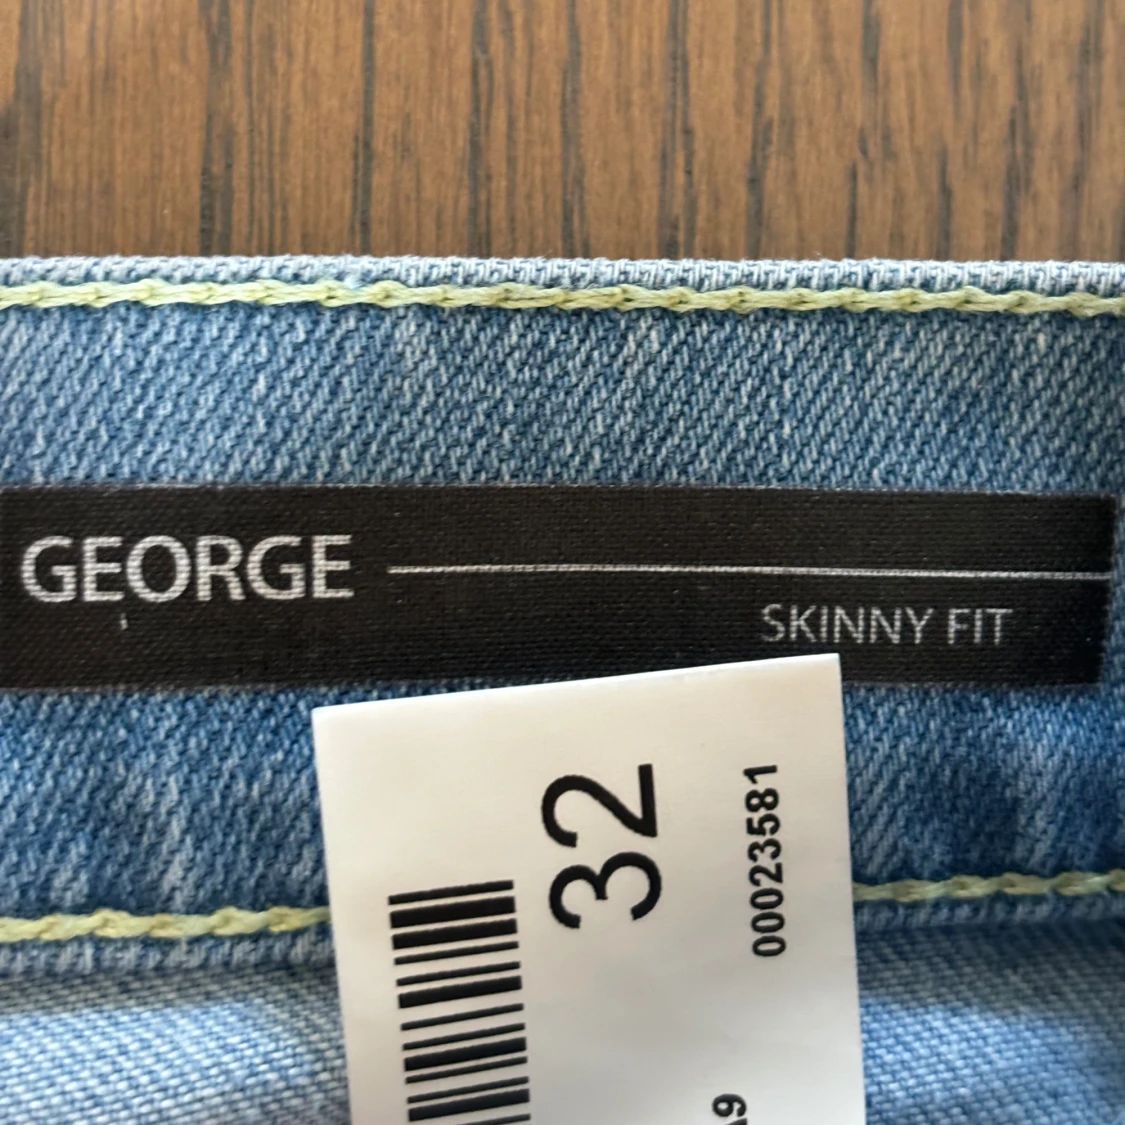 GEORGE
SKINNY FIT
32
00023581